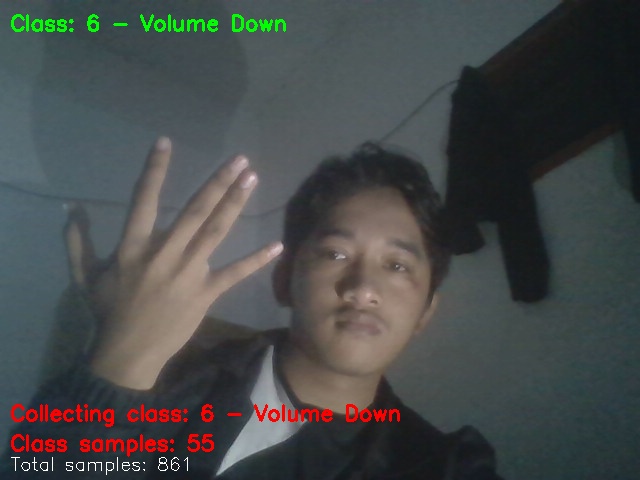 Class: 6 - Volume Down
Collecting class: 6 - Volume Down
Class samples: 55
Total samples: 861